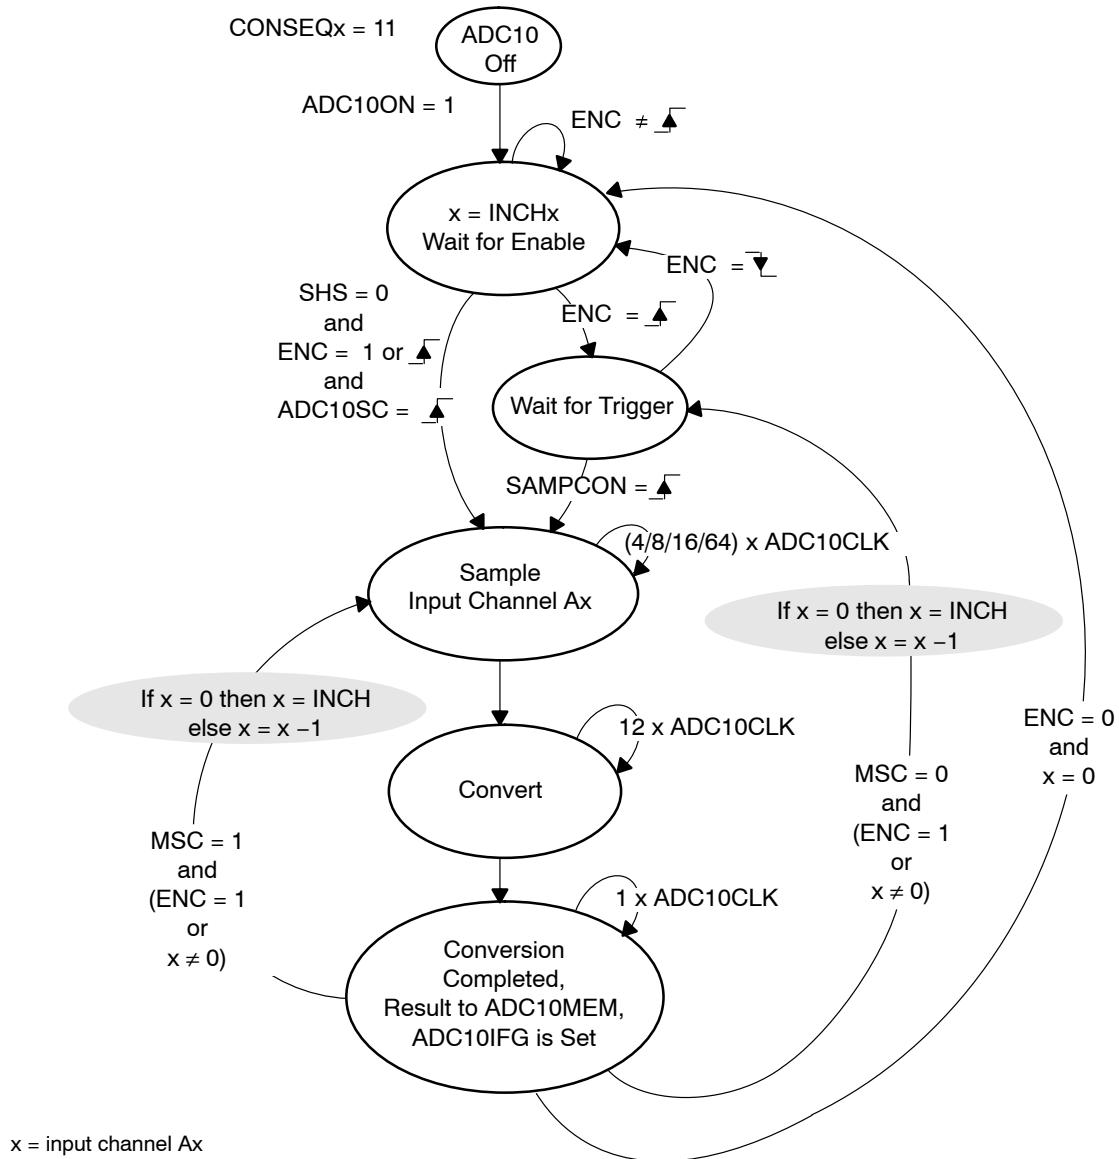 CONSEQx = 11
ADC10
Off
ADC10ON = 1
ENC ≠
x = INCHx
Wait for Enable
ENC =
SHS = 0
and
ENC = 1 or
and
ADC10SC =
ENC =
Wait for Trigger
SAMPCON =
(4/8/16/64) x ADC10CLK
Sample
Input Channel Ax
If x = 0 then x = INCH
else x = x −1
If x = 0 then x = INCH
else x = x −1
12 x ADC10CLK
Convert
ENC = 0
and
x = 0
MSC = 0
and
(ENC = 1
or
x ≠ 0)
MSC = 1
and
(ENC = 1
or
x ≠ 0)
1 x ADC10CLK
Conversion
Completed,
Result to ADC10MEM,
ADC10IFG is Set
x = input channel Ax